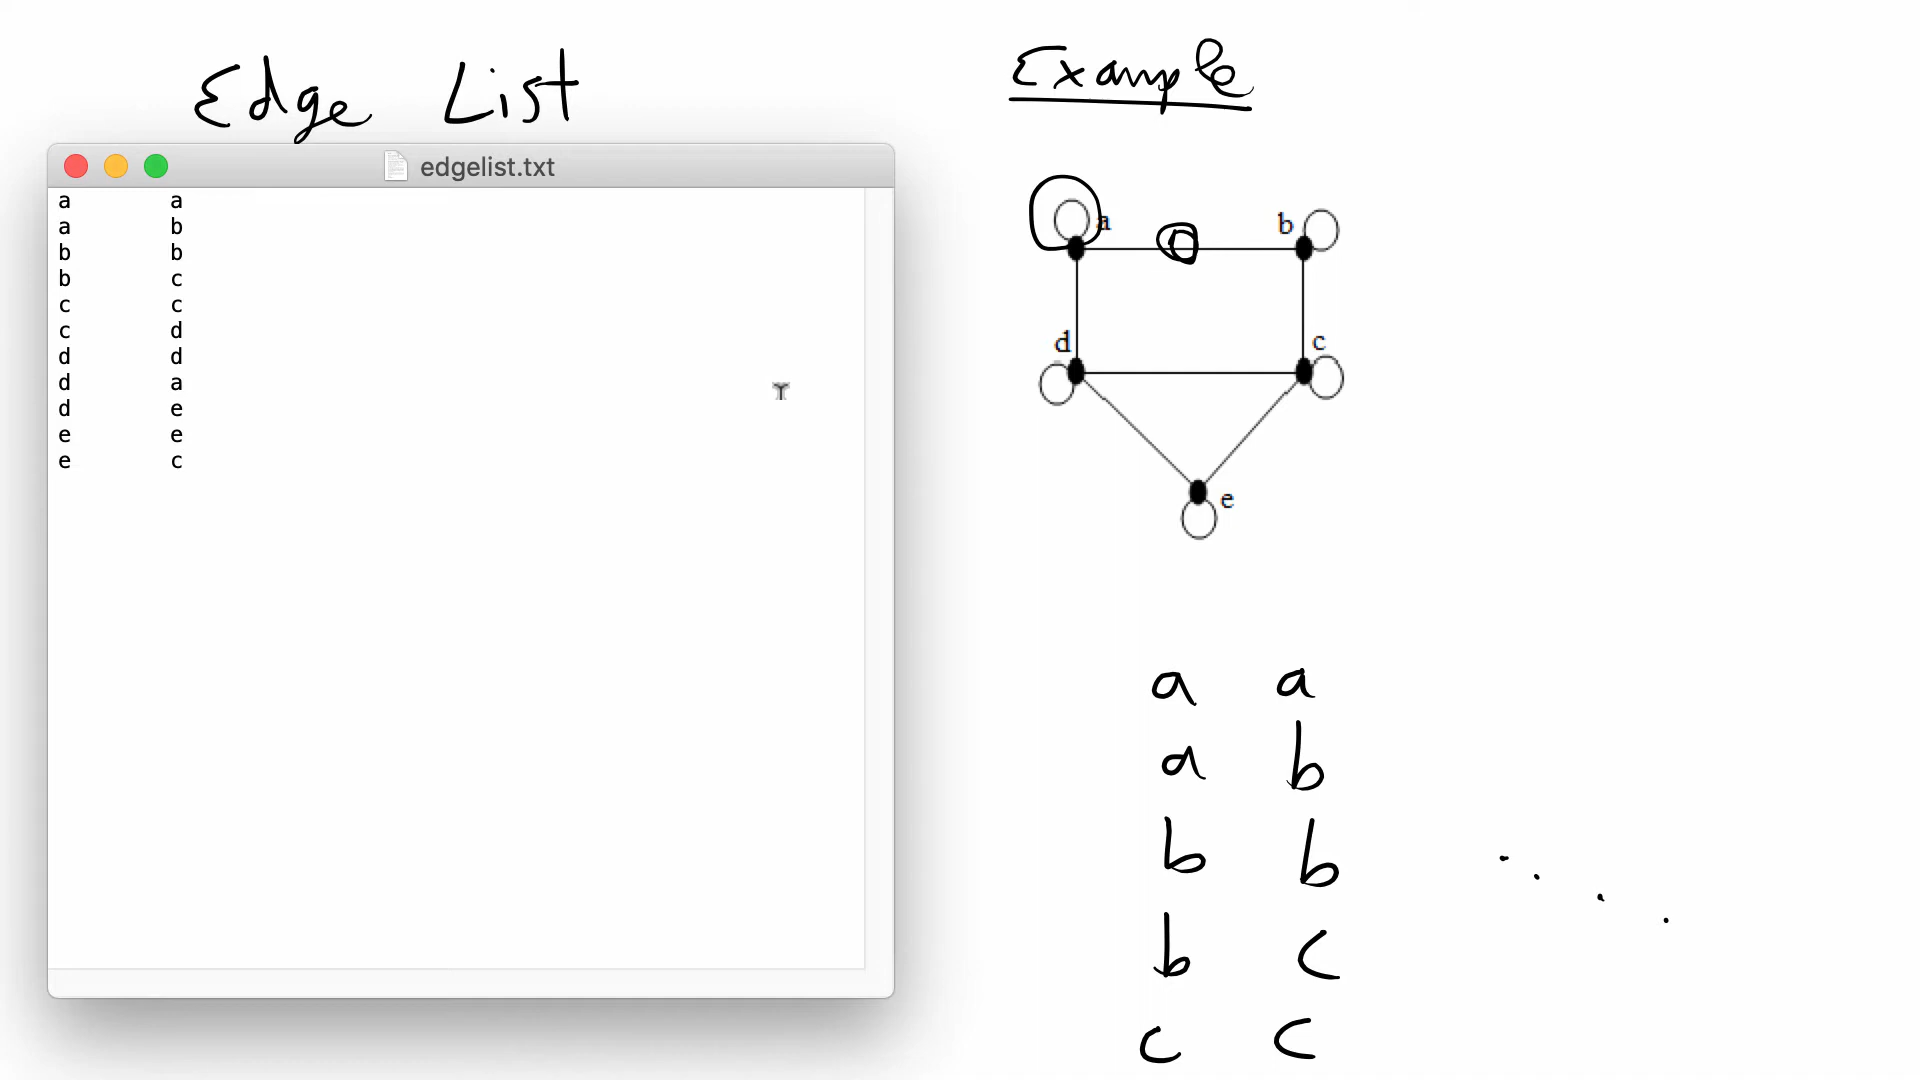 Edge List
edgelist.txt
a a
a b
b b
b c
c c
c d
d d
d a
d e
e e
e c
Example
a b
d c
e
a a
a b
b b
b c
c c